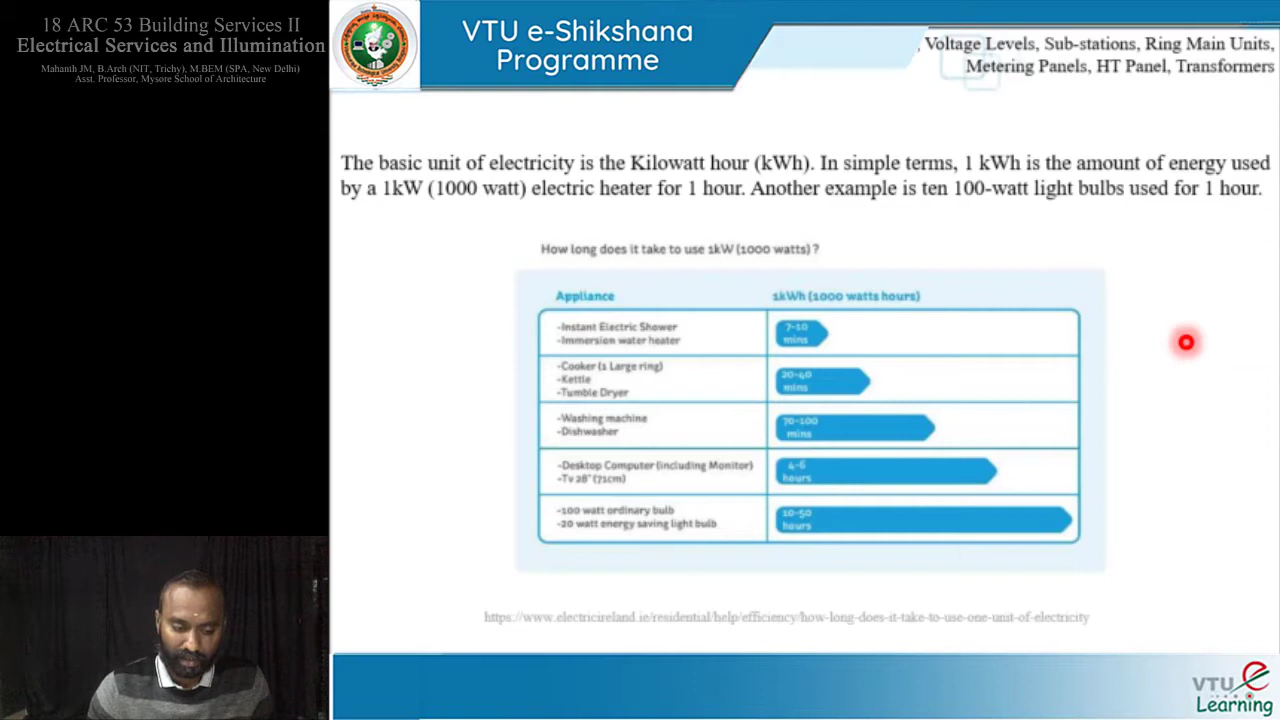 18 ARC 53 Building Services II
Electrical Services and Illumination
Mahanth JM, B.Arch (NIT, Trichy), M.BEM (SPA, New Delhi)
Asst. Professor, Mysore School of Architecture
VTU e-Shikshana
Programme
, Voltage Levels, Sub-stations, Ring Main Units,
Metering Panels, HT Panel, Transformers
The basic unit of electricity is the Kilowatt hour (kWh). In simple terms, 1 kWh is the amount of energy used
by a 1kW (1000 watt) electric heater for 1 hour. Another example is ten 100-watt light bulbs used for 1 hour.
How long does it take to use 1kW (1000 watts) ?
Appliance 1kWh (1000 watts hours)
-Instant Electric Shower
-Immersion water heater
7-10
mins
-Cooker (1 Large ring)
-Kettle
-Tumble Dryer
20-40
mins
-Washing machine
-Dishwasher
70-100
mins
-Desktop Computer (including Monitor)
-Tv 28" (71cm)
4-6
hours
-100 watt ordinary bulb
-20 watt energy saving light bulb
10-50
hours
https://www.electricireland.ie/residential/help/efficiency/how-long-does-it-take-to-use-one-unit-of-electricity
VTU e
Learning